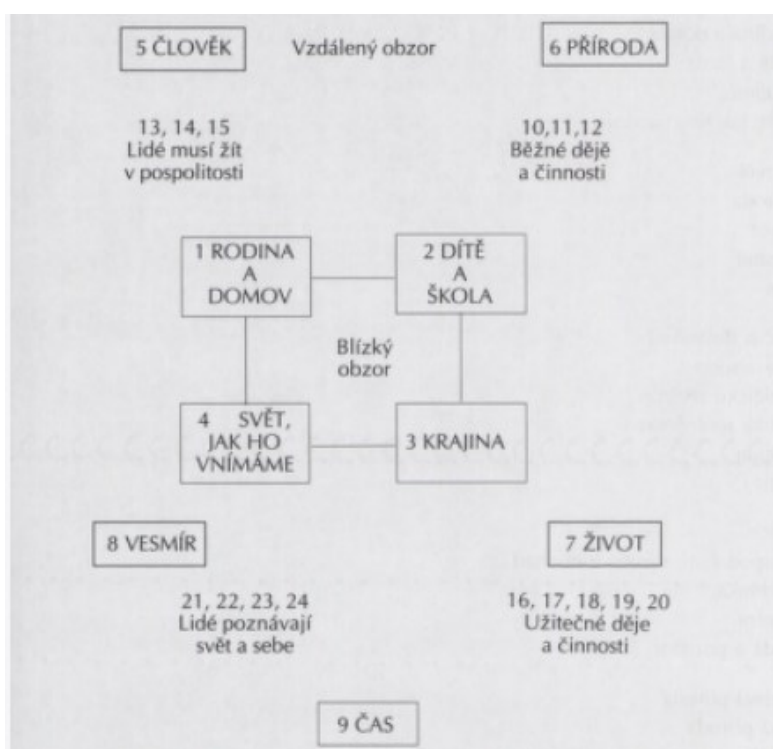 5 ČLOVĚK
Vzdálený obzor
6 PŘÍRODA
13, 14, 15
Lidé musí žít
v pospolitosti
10,11,12
Běžné dějě
a činnosti
1 RODINA
A
DOMOV
2 DÍTĚ
A
ŠKOLA
Blízký
obzor
4 SVĚT,
JAK HO
VNÍMÁME
3 KRAJINA
8 VESMÍR
7 ŽIVOT
21, 22, 23, 24
Lidé poznávají
svět a sebe
16, 17, 18, 19, 20
Užitečné děje
a činnosti
9 ČAS